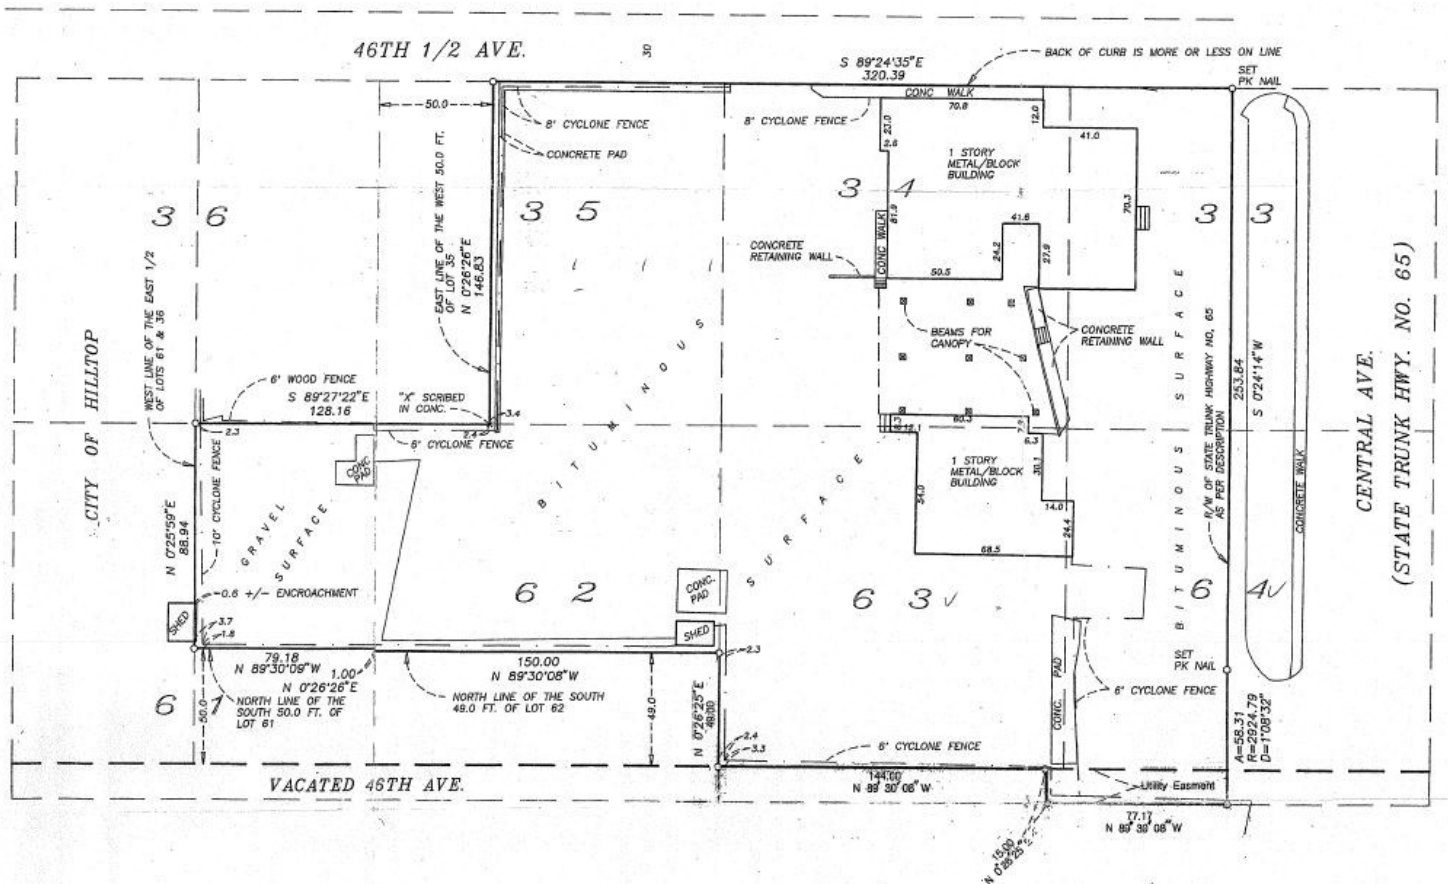 46TH 1/2 AVE.
30
S 89°24'35"E
320.39
BACK OF CURB IS MORE OR LESS ON LINE
SET
PK NAIL
50.0
8' CYCLONE FENCE
CONCRETE PAD
8' CYCLONE FENCE
CONC WALK
70.8
12.0
41.0
23.0
2.6
1 STORY
METAL/BLOCK
BUILDING
81.9
70.3
41.6
24.2
27.9
50.5
CONC WALK
CONCRETE
RETAINING WALL
3 6
3 5
3 4
3 3
EAST LINE OF THE WEST 50.0 FT.
OF LOT 35
N 0°26'26"E
146.83
WEST LINE OF THE EAST 1/2
OF LOTS 61 & 36
CITY OF HILLTOP
6' WOOD FENCE
S 89°27'22"E
128.16
"X" SCRIBED
IN CONC.
3.4
2.4
6' CYCLONE FENCE
2.3
BEAMS FOR
CANOPY
CONCRETE
RETAINING WALL
BITUMINOUS SURFACE
BITUMINOUS SURFACE
R/W OF STATE TRUNK HIGHWAY NO. 65
AS PER DESCRIPTION
253.84
S 0°24'14"W
CENTRAL AVE.
(STATE TRUNK HWY. NO. 65)
CONCRETE WALK
60.3
12.1
6.3
1 STORY
METAL/BLOCK
BUILDING
54.0
30.1
14.0
24.4
68.5
N 0°25'59"E
88.94
10' CYCLONE FENCE
GRAVEL
SURFACE
CONC
PAD
0.6 +/- ENCROACHMENT
SHED
3.7
1.8
6 2
CONC.
PAD
SHED
6 3
6 4
79.18
N 89°30'09"W
1.00
N 0°26'26"E
150.00
N 89°30'08"W
2.3
6 1
50.0
NORTH LINE OF THE
SOUTH 50.0 FT. OF
LOT 61
NORTH LINE OF THE SOUTH
49.0 FT. OF LOT 62
49.0
N 0°26'25"E
49.00
2.4
3.3
6' CYCLONE FENCE
CONC. PAD
6' CYCLONE FENCE
SET
PK NAIL
A=58.31
R=2924.79
D=1°08'32"
VACATED 46TH AVE.
144.00
N 89°30'08"W
Utility Easment
77.17
N 89°30'08"W
15.00
N 0°26'25"E